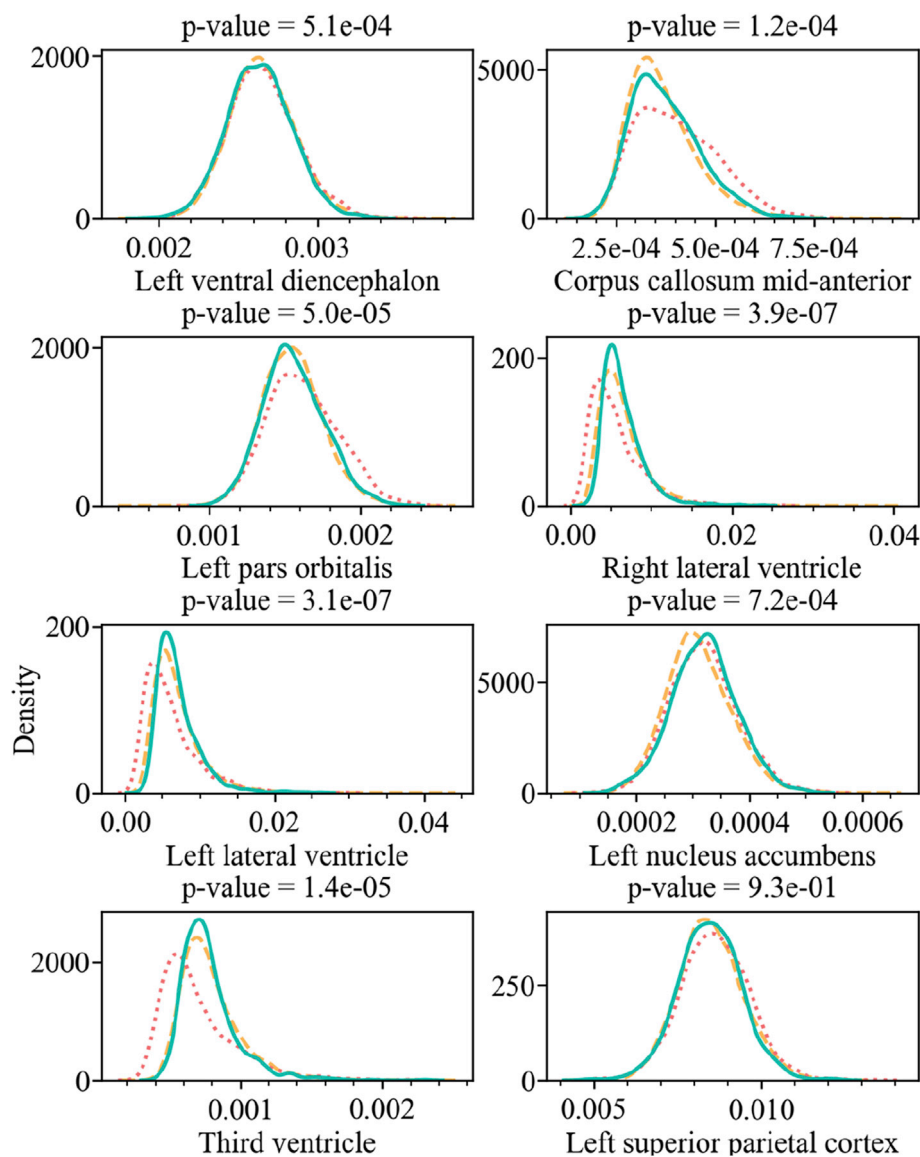 p-value = 5.1e-04
2000
0
0.002 0.003
Left ventral diencephalon
p-value = 1.2e-04
5000
0
2.5e-04 5.0e-04 7.5e-04
Corpus callosum mid-anterior
p-value = 5.0e-05
2000
0
0.001 0.002
Left pars orbitalis
p-value = 3.9e-07
200
0
0.00 0.02 0.04
Right lateral ventricle
p-value = 3.1e-07
200
0
Density
0.00 0.02 0.04
Left lateral ventricle
p-value = 7.2e-04
5000
0
0.0002 0.0004 0.0006
Left nucleus accumbens
p-value = 1.4e-05
2000
0
0.001 0.002
Third ventricle
p-value = 9.3e-01
250
0
0.005 0.010
Left superior parietal cortex